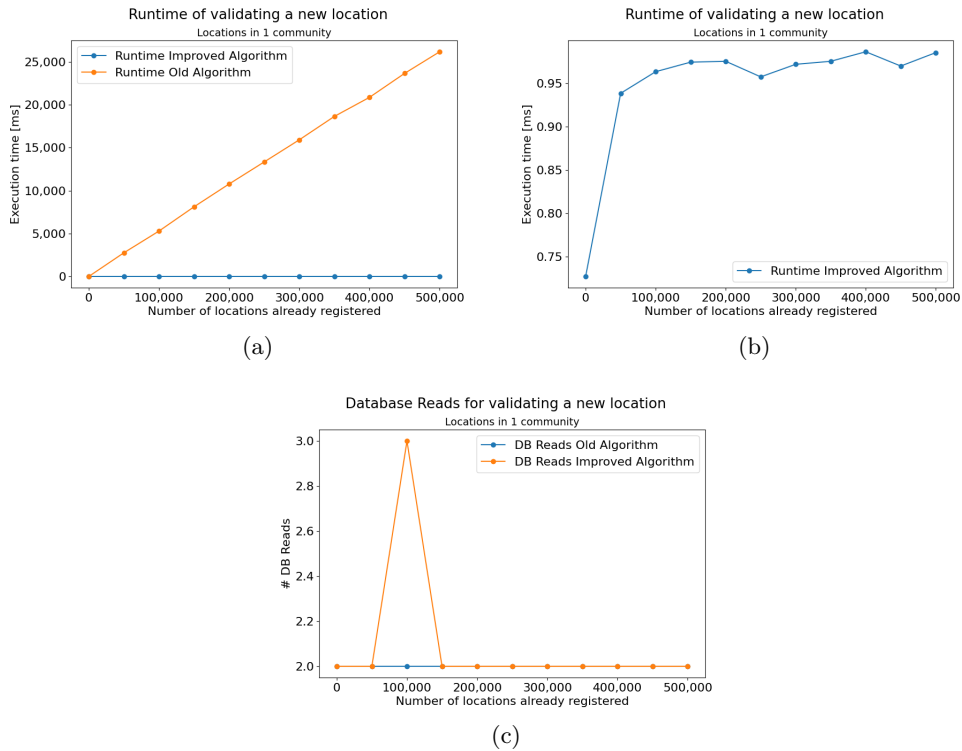 Runtime of validating a new location
Locations in 1 community
Runtime Improved Algorithm
Runtime Old Algorithm
Execution time [ms]
25,000
20,000
15,000
10,000
5,000
0
0 100,000 200,000 300,000 400,000 500,000
Number of locations already registered
(a)
Runtime of validating a new location
Locations in 1 community
Execution time [ms]
0.95
0.90
0.85
0.80
0.75
Runtime Improved Algorithm
0 100,000 200,000 300,000 400,000 500,000
Number of locations already registered
(b)
Database Reads for validating a new location
Locations in 1 community
DB Reads Old Algorithm
DB Reads Improved Algorithm
# DB Reads
3.0
2.8
2.6
2.4
2.2
2.0
0 100,000 200,000 300,000 400,000 500,000
Number of locations already registered
(c)